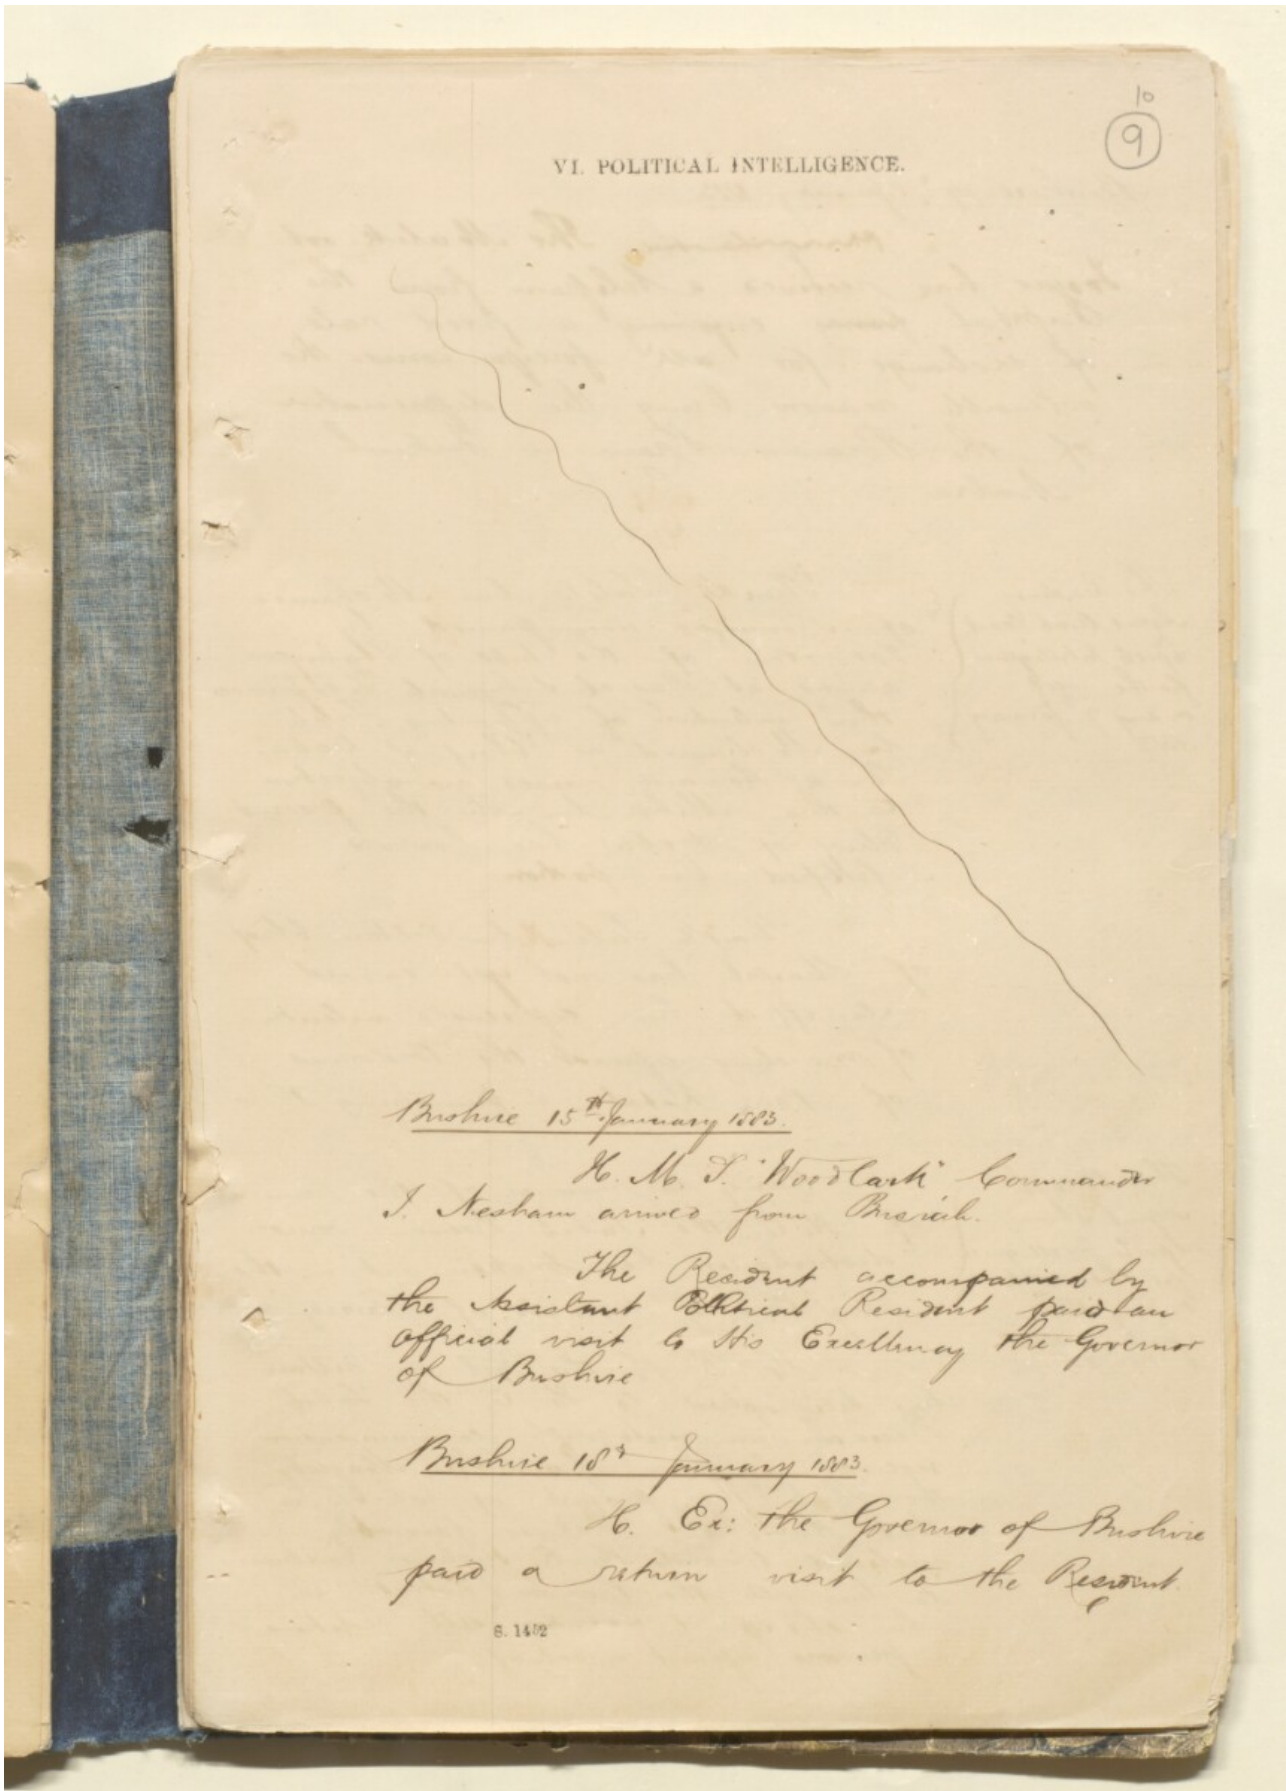 10
9
VI. POLITICAL INTELLIGENCE.
Bushire 15th January 1883.
H. M. S. "Woodlark" Commander
I. Nesham arrived from Busrah.
The Resident accompanied by
the Assistant Political Resident paid an
official visit to His Excellency the Governor
of Bushire
Bushire 18th January 1883.
H. Ex: the Governor of Bushire
paid a return visit to the Resident